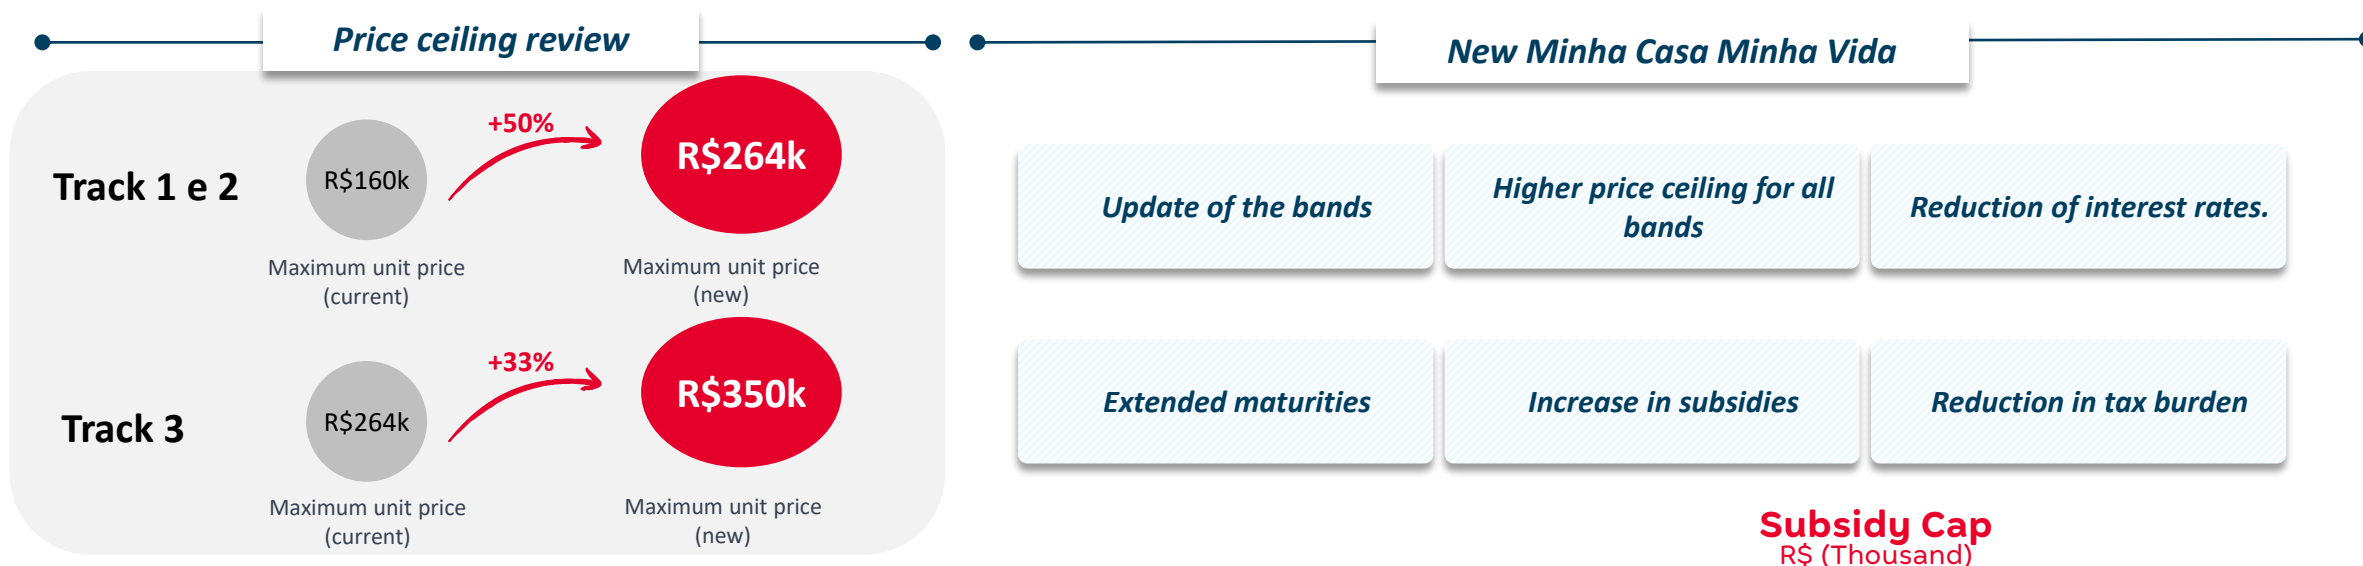 Price ceiling review
Track 1 e 2
R$160k
+50%
R$264k
Maximum unit price
(current)
Maximum unit price
(new)
Track 3
R$264k
+33%
R$350k
Maximum unit price
(current)
Maximum unit price
(new)
New Minha Casa Minha Vida
Update of the bands
Higher price ceiling for all
bands
Reduction of interest rates.
Extended maturities
Increase in subsidies
Reduction in tax burden
Subsidy Cap
R$ (Thousand)